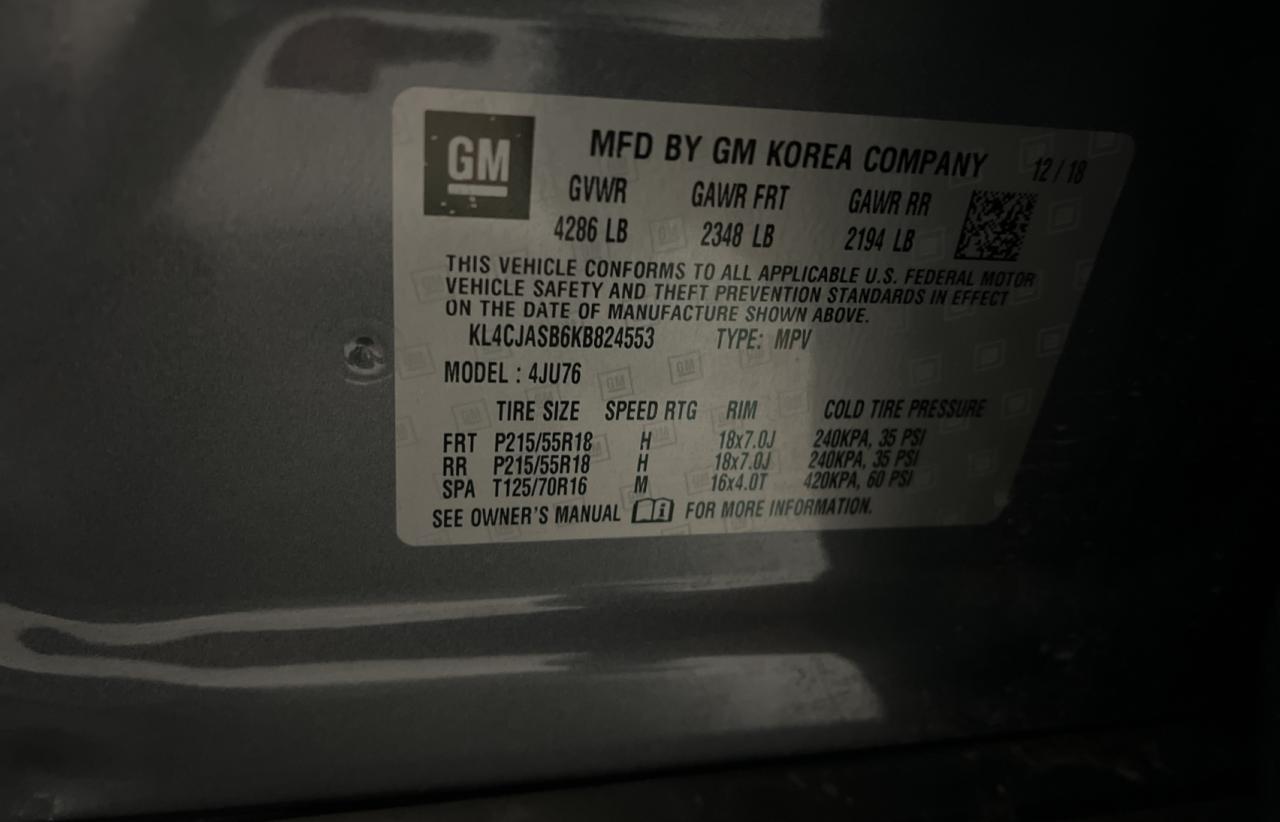 GM
MFD BY GM KOREA COMPANY 12 / 18
GVWR GAWR FRT GAWR RR
4286 LB 2348 LB 2194 LB
THIS VEHICLE CONFORMS TO ALL APPLICABLE U.S. FEDERAL MOTOR
VEHICLE SAFETY AND THEFT PREVENTION STANDARDS IN EFFECT
ON THE DATE OF MANUFACTURE SHOWN ABOVE.
KL4CJASB6KB824553 TYPE: MPV
MODEL : 4JU76
TIRE SIZE SPEED RTG RIM COLD TIRE PRESSURE
FRT P215/55R18 H 18x7.0J 240KPA, 35 PSI
RR P215/55R18 H 18x7.0J 240KPA, 35 PSI
SPA T125/70R16 M 16x4.0T 420KPA, 60 PSI
SEE OWNER'S MANUAL FOR MORE INFORMATION.